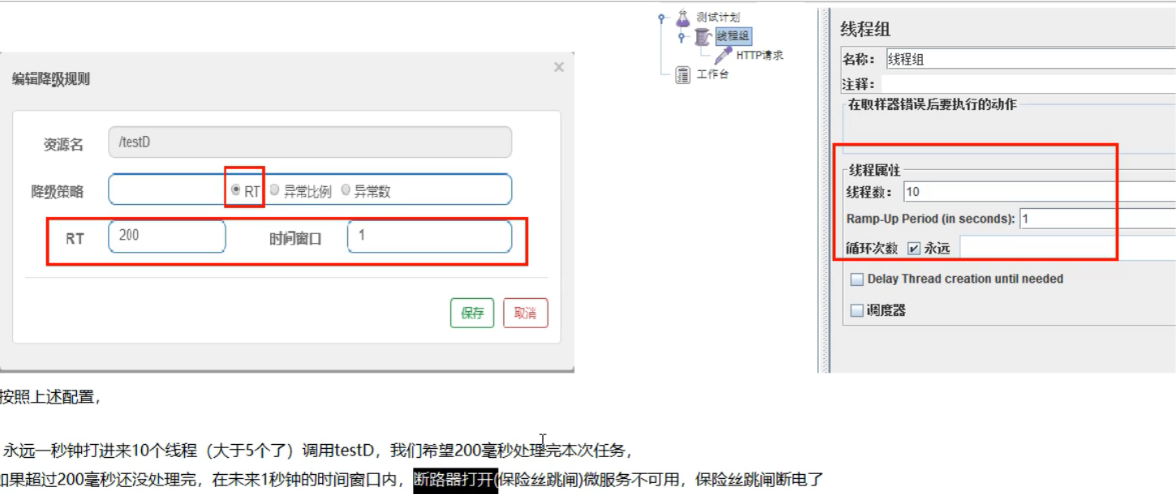 编辑降级规则
×
资源名
/testD
降级策略
RT
异常比例
异常数
RT
200
时间窗口
1
保存
取消
测试计划
线程组
HTTP请求
工作台
线程组
名称：
线程组
注释：
在取样器错误后要执行的动作
线程属性
线程数：
10
Ramp-Up Period (in seconds):
1
循环次数
永远
Delay Thread creation until needed
调度器
按照上述配置，
永远一秒钟打进来10个线程（大于5个了）调用testD，我们希望200毫秒处理完本次任务，
如果超过200毫秒还没处理完，在未来1秒钟的时间窗口内，断路器打开(保险丝跳闸)微服务不可用，保险丝跳闸断电了